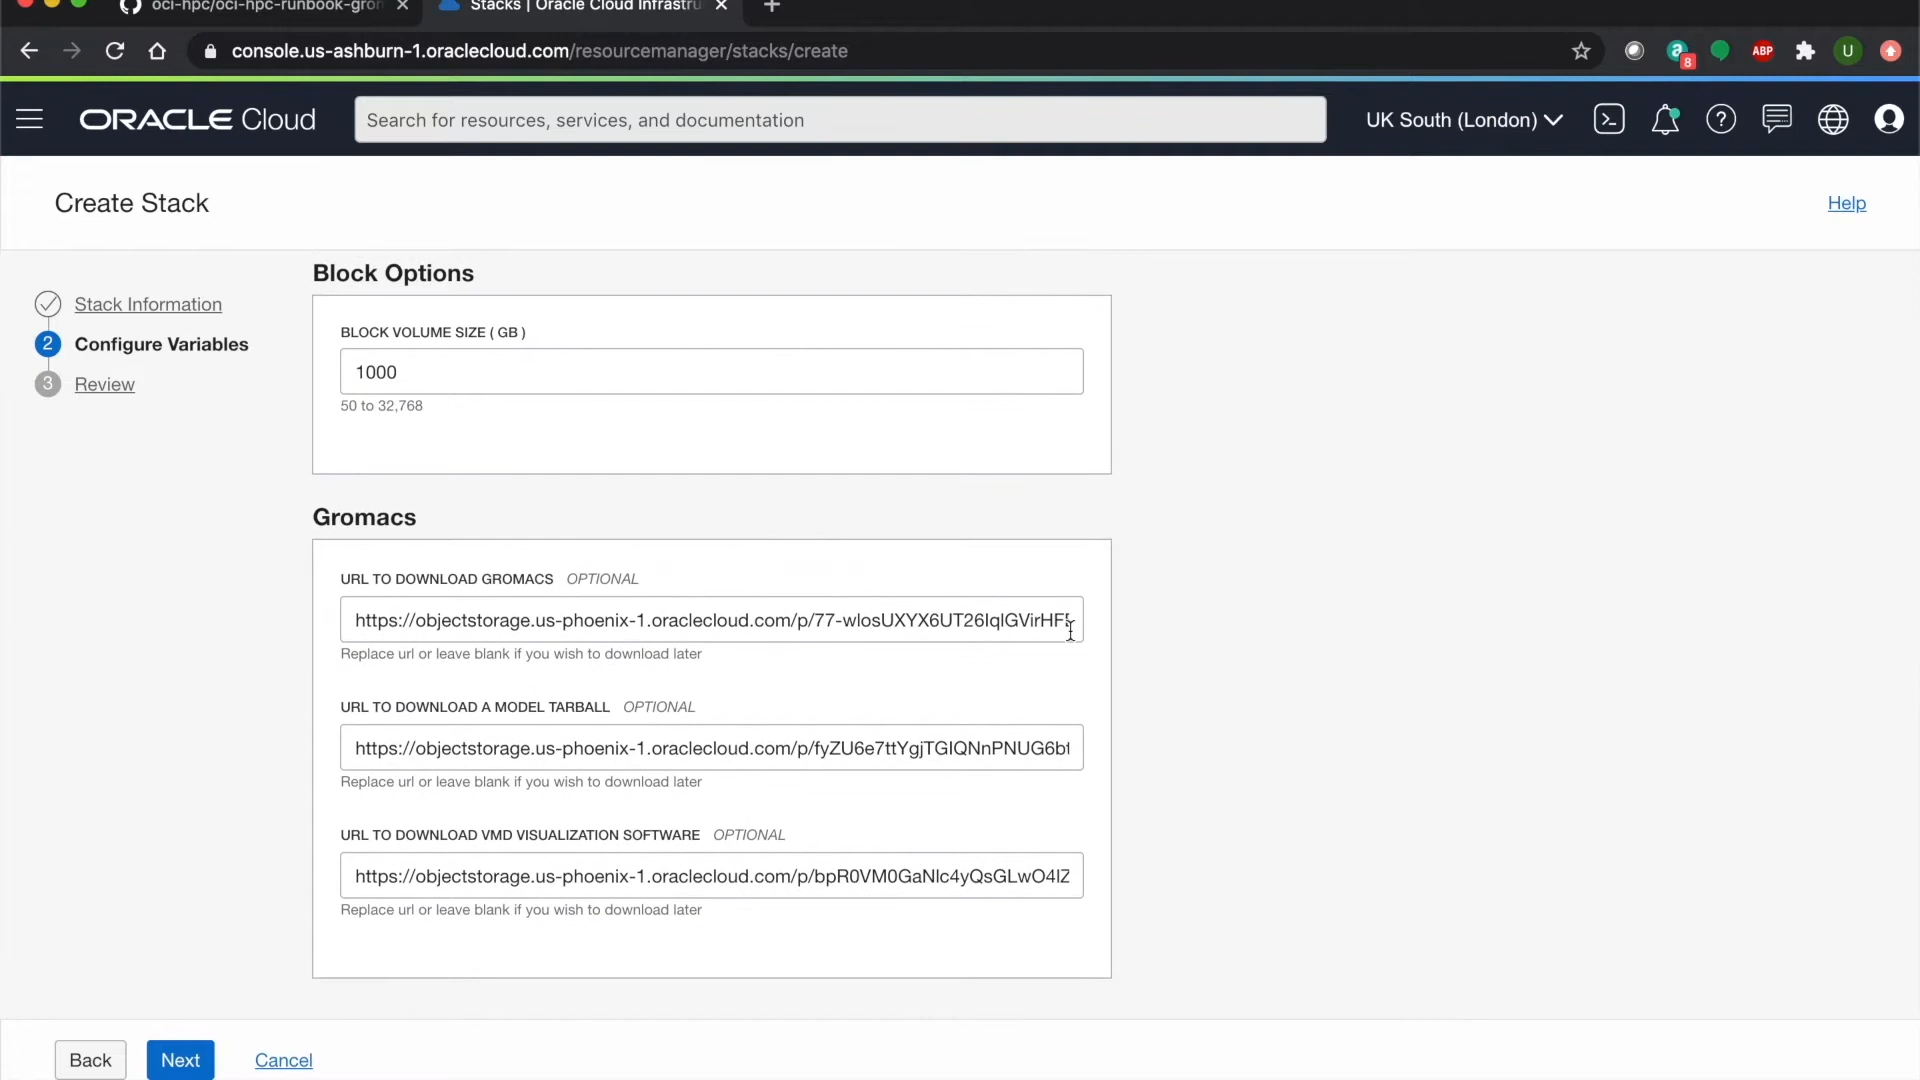 oci-hpc/oci-hpc-runbook-gro
Stacks | Oracle Cloud Infrastru
console.us-ashburn-1.oraclecloud.com/resourcemanager/stacks/create
8
ABP
U
ORACLE Cloud
Search for resources, services, and documentation
UK South (London)
Create Stack
Help
Stack Information
2 Configure Variables
3 Review
Block Options
BLOCK VOLUME SIZE ( GB )
1000
50 to 32,768
Gromacs
URL TO DOWNLOAD GROMACS OPTIONAL
https://objectstorage.us-phoenix-1.oraclecloud.com/p/77-wlosUXYX6UT26IqlGVirHF
Replace url or leave blank if you wish to download later
URL TO DOWNLOAD A MODEL TARBALL OPTIONAL
https://objectstorage.us-phoenix-1.oraclecloud.com/p/fyZU6e7ttYgjTGIQNnPNUG6bt
Replace url or leave blank if you wish to download later
URL TO DOWNLOAD VMD VISUALIZATION SOFTWARE OPTIONAL
https://objectstorage.us-phoenix-1.oraclecloud.com/p/bpR0VM0GaNlc4yQsGLwO4lZ
Replace url or leave blank if you wish to download later
Back
Next
Cancel